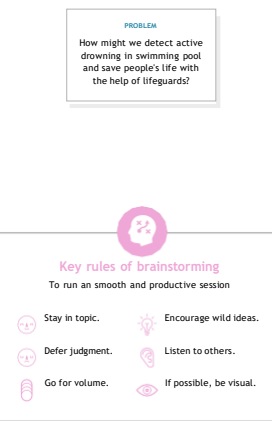 PROBLEM
How might we detect active
drowning in swimming pool
and save people's life with
the help of lifeguards?
Key rules of brainstorming
To run an smooth and productive session
Stay in topic.
Encourage wild ideas.
Defer judgment.
Listen to others.
Go for volume.
If possible, be visual.